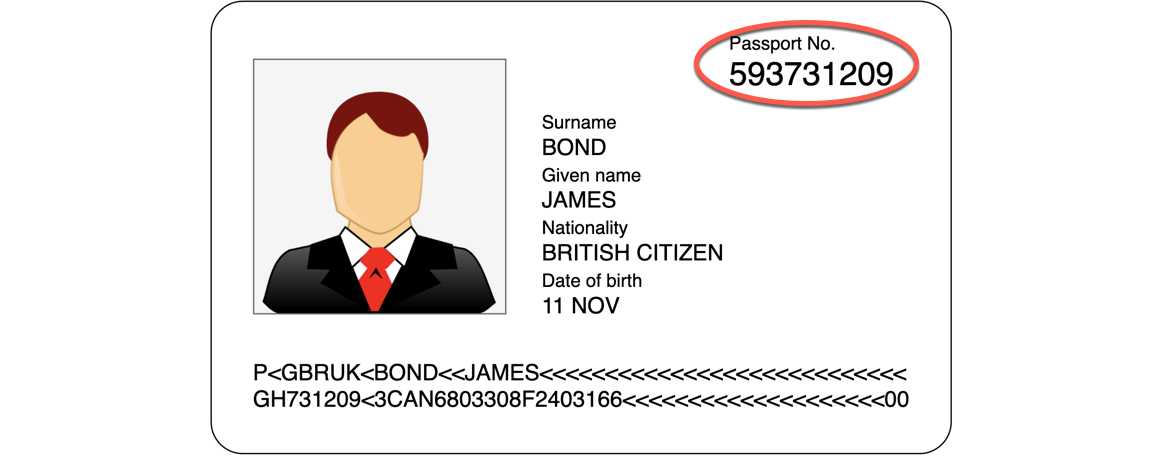 Passport No.
593731209
Surname
BOND
Given name
JAMES
Nationality
BRITISH CITIZEN
Date of birth
11 NOV
P<GBRUK<BOND<<JAMES<<<<<<<<<<<<<<<<<<<<<<<<<<<<
GH731209<3CAN6803308F2403166<<<<<<<<<<<<<<<<<<<<00